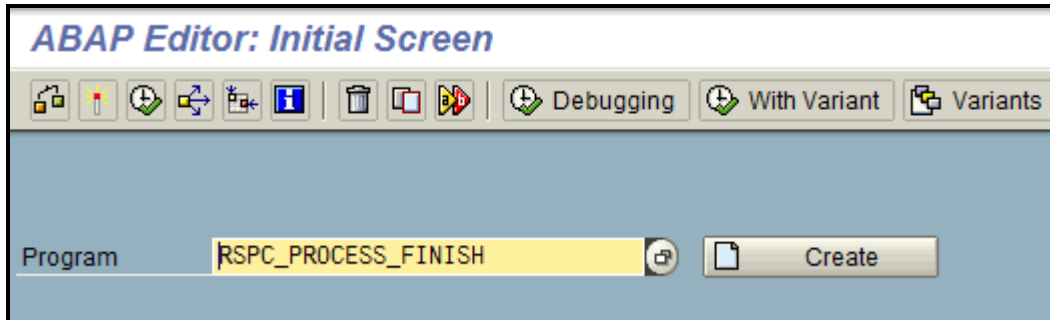 ABAP Editor: Initial Screen
Debugging With Variant Variants
Program RSPC_PROCESS_FINISH Create